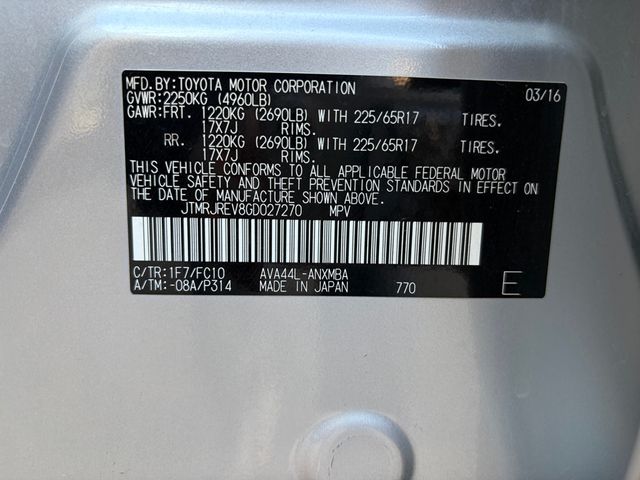 MFD. BY:TOYOTA MOTOR CORPORATION 03/16
GVWR:2250KG (4960LB)
GAWR:FRT. 1220KG (2690LB) WITH 225/65R17 TIRES.
17X7J RIMS.
RR. 1220KG (2690LB) WITH 225/65R17 TIRES.
17X7J RIMS.
THIS VEHICLE CONFORMS TO ALL APPLICABLE FEDERAL MOTOR
VEHICLE SAFETY AND THEFT PREVENTION STANDARDS IN EFFECT ON
THE DATE OF MANUFACTURE SHOWN ABOVE.
JTMRJREV8GD027270 MPV
C/TR:1F7/FC10 AVA44L-ANXMBA
A/TM:-08A/P314 MADE IN JAPAN 770 E